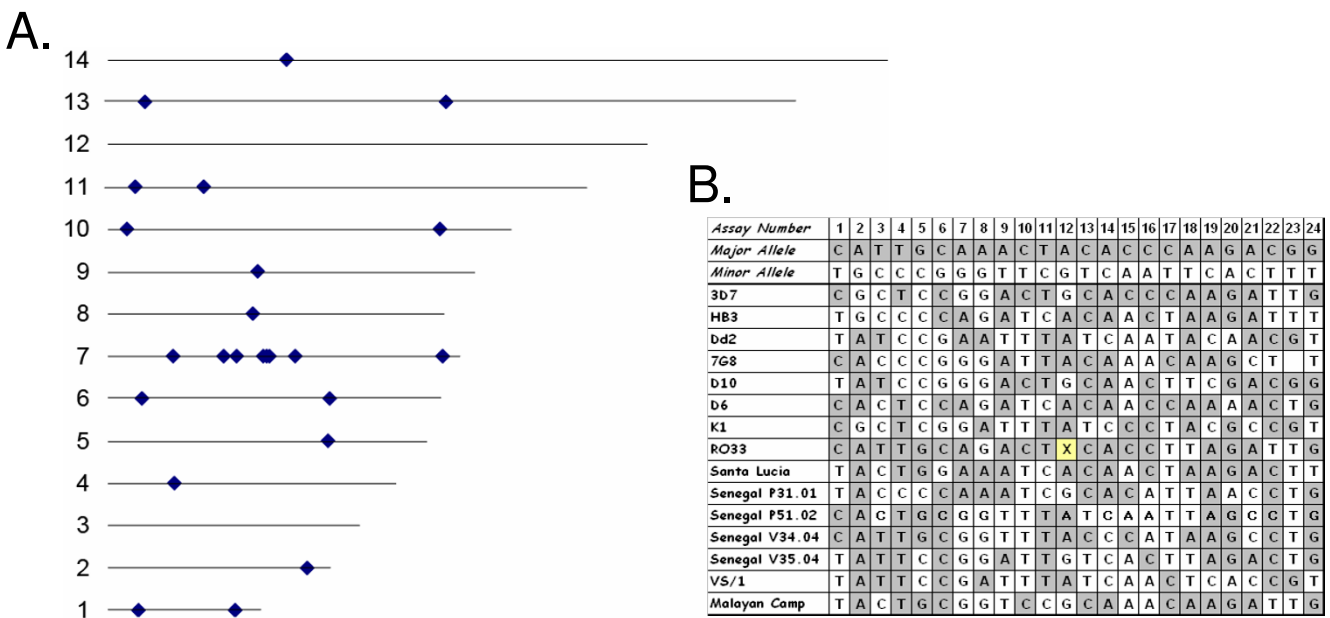 A.
14
13
12
11
10
9
8
7
6
5
4
3
2
1
B.
Assay Number 1 2 3 4 5 6 7 8 9 10 11 12 13 14 15 16 17 18 19 20 21 22 23 24
Major Allele C A T T G C A A A C T A C A C C C A A G A C G G
Minor Allele T G C C C G G G T T C G T C A A T T C A C T T T
3D7 C G C T C C G G A C T G C A C C C A A G A T T G
HB3 T G C C C C A G A T C A C A A C T A A G A T T T
Dd2 T A T C C G A A T T T A T C A A T A C A A C G T
7G8 C A C C C G G G A T T A C A A A C A A G C T T
D10 T A T C C G G G A C T G C A A C T T C G A C G G
D6 C A C T C C A G A T C A C A A C C A A A A C T G
K1 C G C T C G G A T T T A T C C C T A C G C C G T
RO33 C A T T G C A G A C T X C A C C T T A G A T T G
Santa Lucia T A C T G G A A A T C A C A A C T A A G A C T T
Senegal P31.01 T A C C C C A A A T C G C A C A T T A A C C T G
Senegal P51.02 C A C T G C G G T T T A T C A A T T A G C C T G
Senegal V34.04 C A T T G C G G T T T A C C C A T A A G C C T G
Senegal V35.04 T A T T C C G G A T T G T C A C T T A G A C T G
VS/1 T A T T C C G A T T T A T C A A C T C A C C G T
Malayan Camp T A C T G C G G T C C G C A A A C A A G A T T G